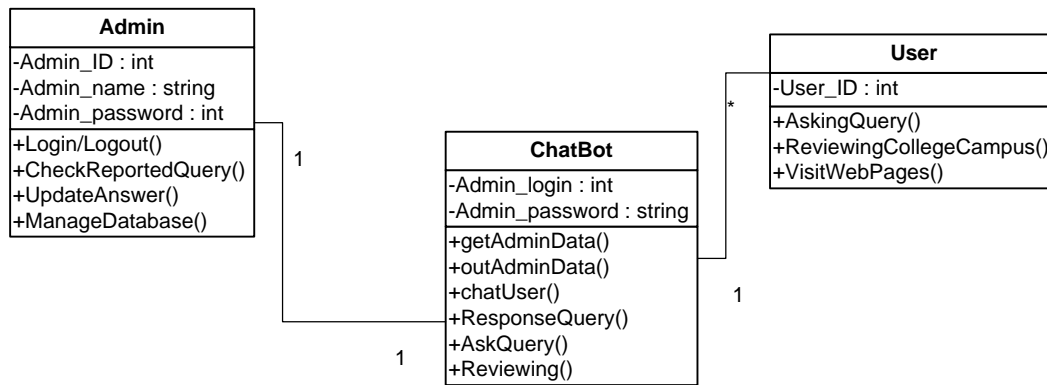 Admin
-Admin_ID : int
-Admin_name : string
-Admin_password : int
+Login/Logout()
+CheckReportedQuery()
+UpdateAnswer()
+ManageDatabase()
1
1
ChatBot
-Admin_login : int
-Admin_password : string
+getAdminData()
+outAdminData()
+chatUser()
+ResponseQuery()
+AskQuery()
+Reviewing()
*
1
User
-User_ID : int
+AskingQuery()
+ReviewingCollegeCampus()
+VisitWebPages()